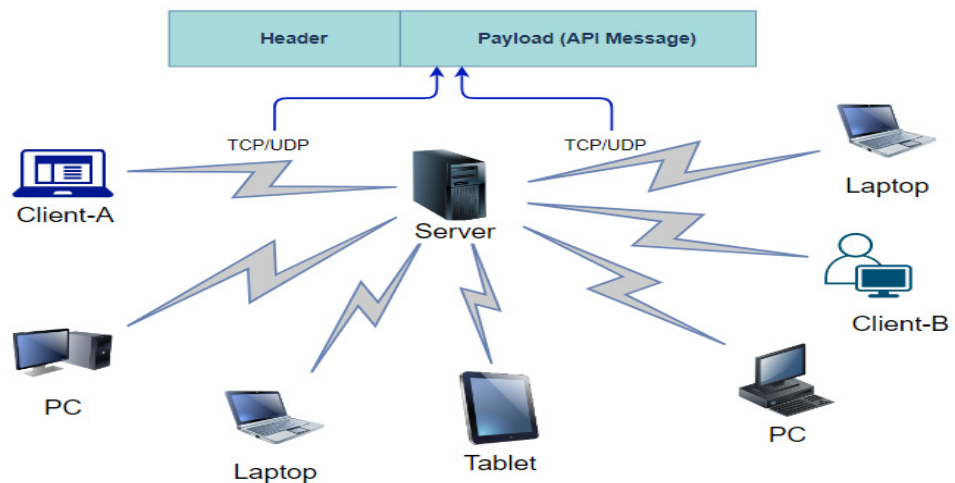 Header
Payload (API Message)
TCP/UDP
TCP/UDP
Client-A
Server
Laptop
Client-B
PC
Laptop
Tablet
PC